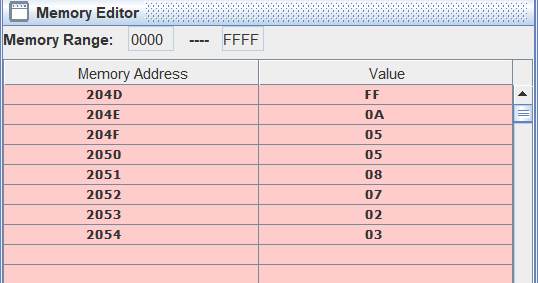 Memory Editor
Memory Range: 0000 ---- FFFF
Memory Address Value
204D FF
204E 0A
204F 05
2050 05
2051 08
2052 07
2053 02
2054 03